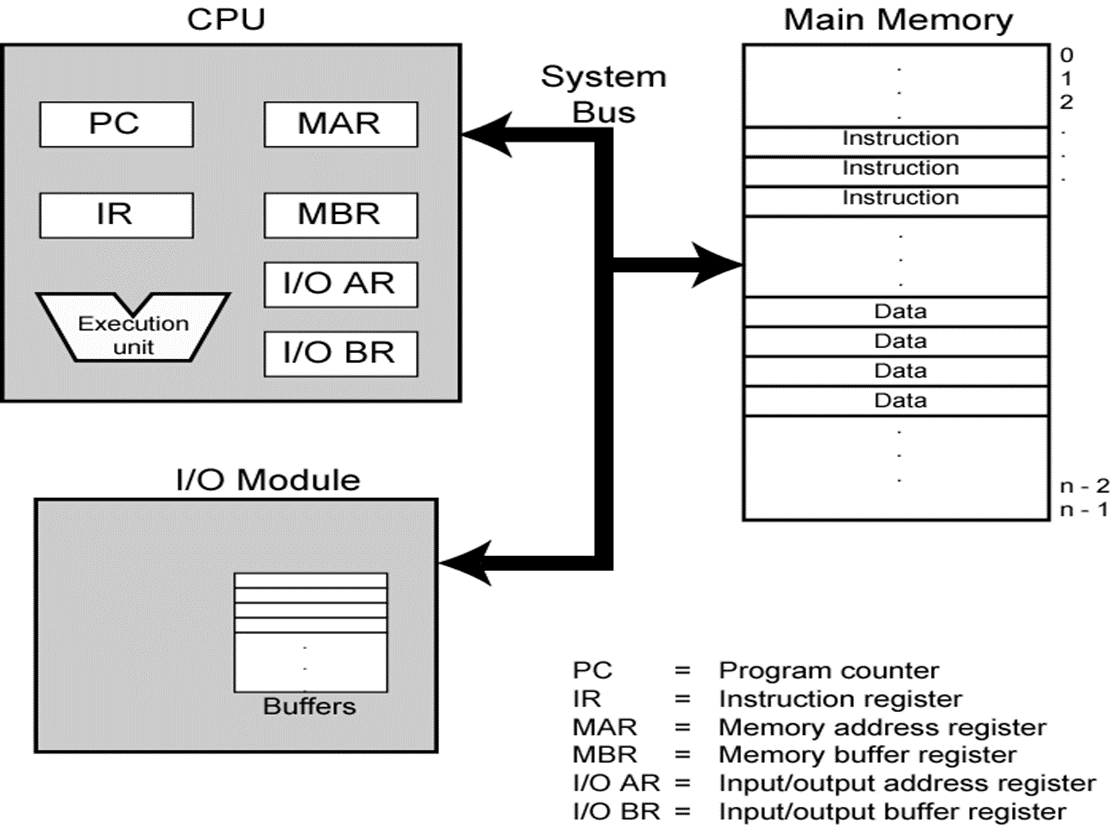 CPU
PC
MAR
IR
MBR
I/O AR
I/O BR
Execution
unit
System
Bus
Main Memory
0
1
2
.
.
.
.
.
.
Instruction
Instruction
Instruction
.
.
.
Data
Data
Data
Data
.
.
.
n - 2
n - 1
I/O Module
.
.
.
Buffers
PC = Program counter
IR = Instruction register
MAR = Memory address register
MBR = Memory buffer register
I/O AR = Input/output address register
I/O BR = Input/output buffer register